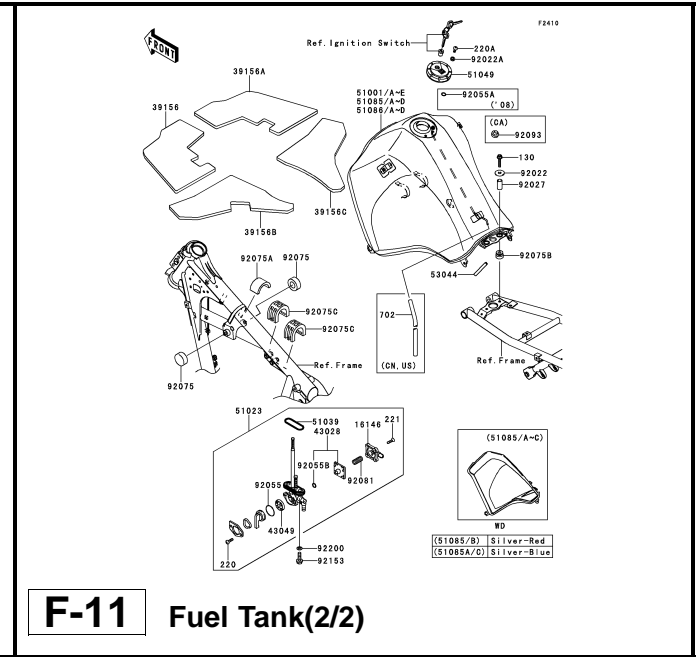 F2410
FRONT
Ref.Ignition Switch
220A
92022A
51049
39156A
51001/A~E
51085/A~D
51086/A~D
92055A
('08)
39156
(CA)
92093
130
92022
92027
39156C
39156B
92075A
92075
53044
92075B
92075C
92075C
702
(CN,US)
Ref.Frame
Ref.Frame
92075
51023
51039
43028
16146
221
92055B
92055
92081
43049
220
92200
92153
(51085/A~C)
WD
(51085/B) Silver-Red
(51085A/C) Silver-Blue
F-11 Fuel Tank(2/2)